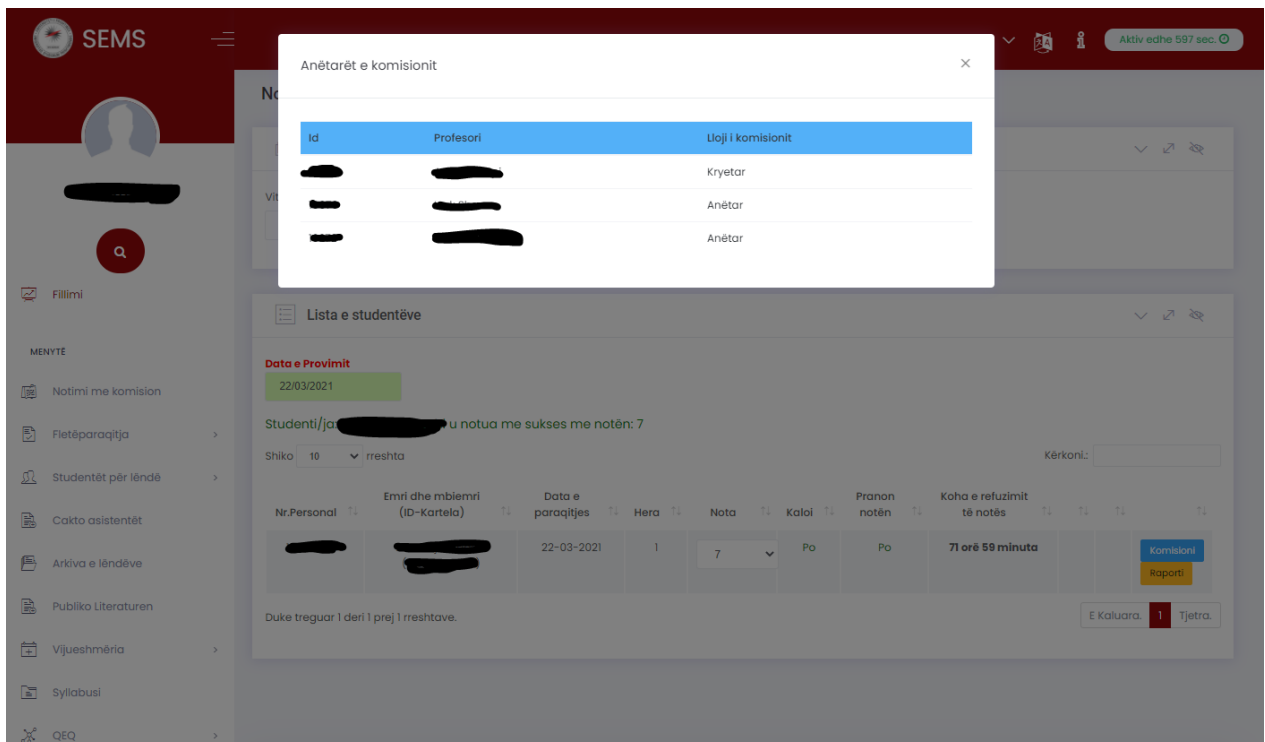 SEMS
Aktiv edhe 597 sec.
Anëtarët e komisionit
×
Id Profesori Lloji i komisionit
Kryetar
Anëtar
Anëtar
Fillimi
MENYTË
Notimi me komision
Fletëparaqitja
Studentët për lëndë
Cakto asistentët
Arkiva e lëndëve
Publiko Literaturen
Vijueshmëria
Syllabusi
QEQ
Lista e studentëve
Data e Provimit
22/03/2021
Studenti/ja: u notua me sukses me notën: 7
Shiko 10 rreshta
Kërkoni.:
Nr.Personal Emri dhe mbiemri (ID-Kartela) Data e paraqitjes Hera Nota Kaloi Pranon notën Koha e refuzimit të notës
22-03-2021 1 7 Po Po 71 orë 59 minuta Komisioni
Raporti
Duke treguar 1 deri 1 prej 1 rreshtave.
E Kaluara. 1 Tjetra.